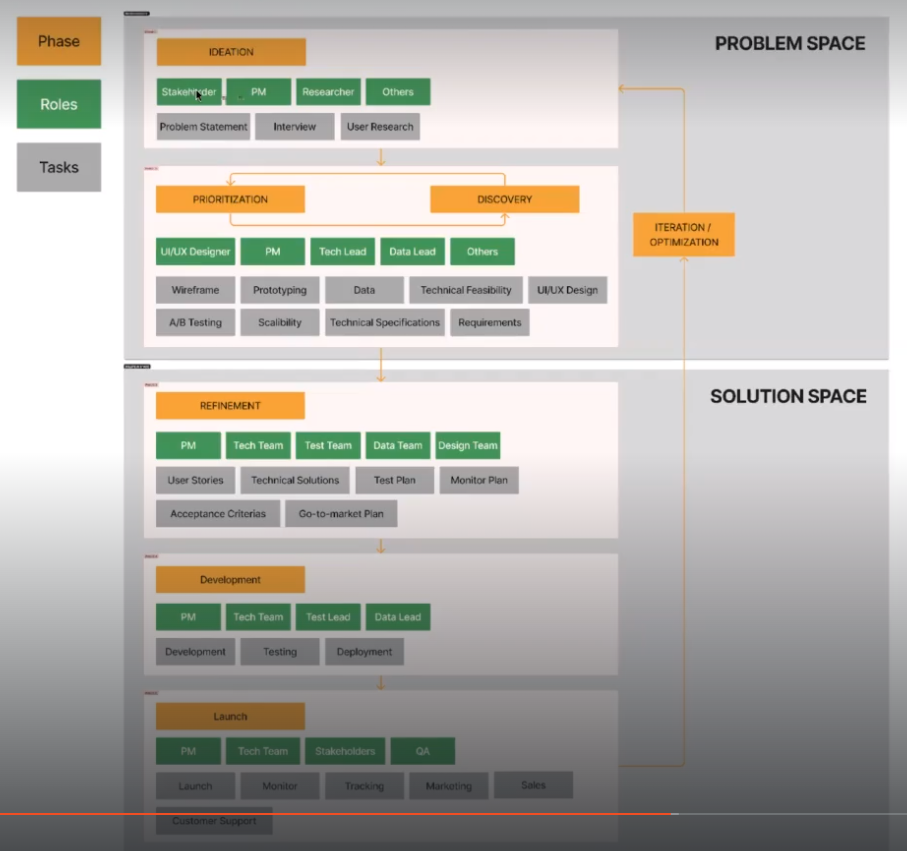 Phase
Roles
Tasks
PROBLEM SPACE
IDEATION
Stakeholder PM Researcher Others
Problem Statement Interview User Research
PRIORITIZATION DISCOVERY
ITERATION /
OPTIMIZATION
UI/UX Designer PM Tech Lead Data Lead Others
Wireframe Prototyping Data Technical Feasibility UI/UX Design
A/B Testing Scalibility Technical Specifications Requirements
SOLUTION SPACE
REFINEMENT
PM Tech Team Test Team Data Team Design Team
User Stories Technical Solutions Test Plan Monitor Plan
Acceptance Criterias Go-to-market Plan
Development
PM Tech Team Test Lead Data Lead
Development Testing Deployment
Launch
PM Tech Team Stakeholders QA
Launch Monitor Tracking Marketing Sales
Customer Support